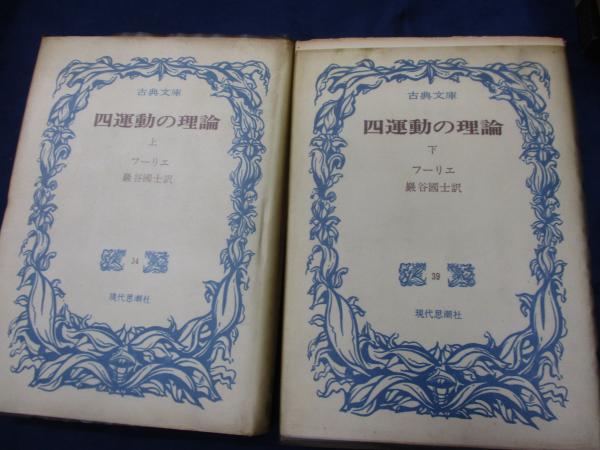 古典文庫
四運動の理論
上
フーリエ
巖谷國士訳
34
現代思潮社
古典文庫
四運動の理論
下
フーリエ
巖谷國士訳
39
現代思潮社